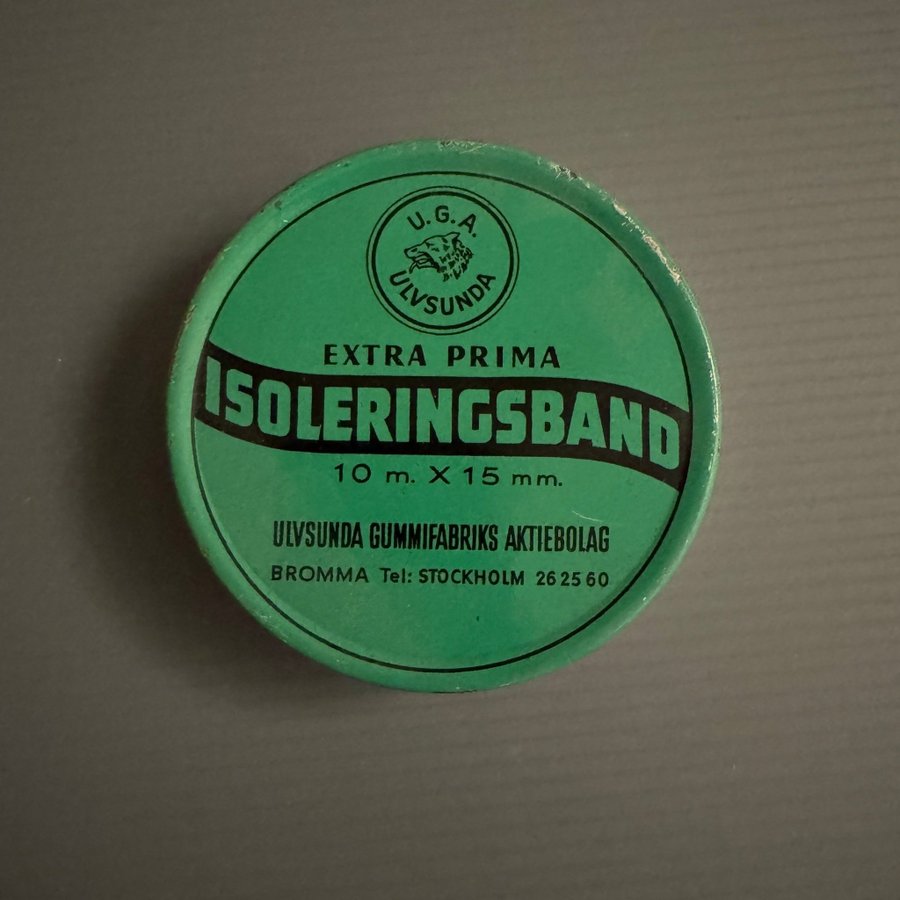 U.G.A.
ULVSUNDA
EXTRA PRIMA
ISOLERINGSBAND
10 m. X 15 mm.
ULVSUNDA GUMMIFABRIKS AKTIEBOLAG
BROMMA Tel: STOCKHOLM 26 25 60